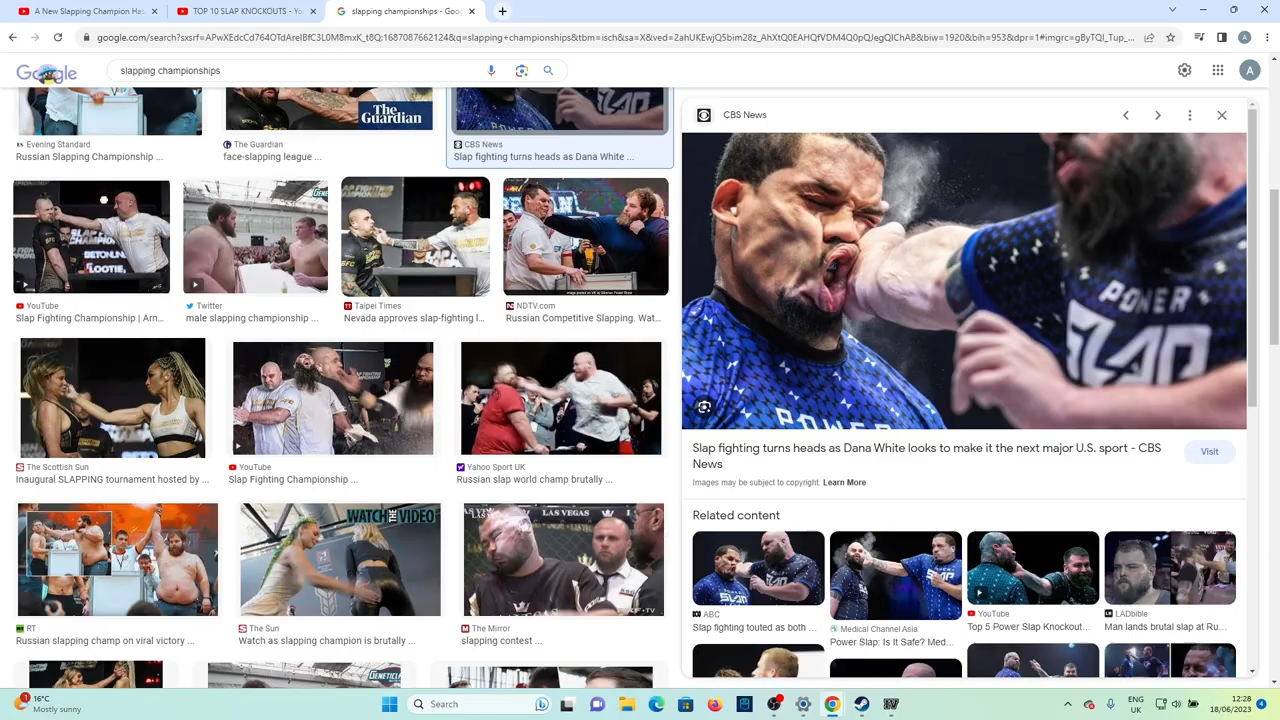 A New Slapping Champion Has
TOP 10 SLAP KNOCKOUTS - Yo
slapping championships - Goo
google.com/search?sxsrf=APwXEdcCd764OTdAreIBfC3L0M8mxK_t8Q:1687087662124&q=slapping+championships&tbm=isch&sa=X&ved=2ahUKEwjQ5bim28z_AhXtQ0EAHQfVDM4Q0pQJegQIChAB&biw=1920&bih=953&dpr=1#imgrc=gByTQI_Tup_...
A
Google
slapping championships
A
The Guardian
Evening Standard
Russian Slapping Championship ...
The Guardian
face-slapping league ...
CBS News
Slap fighting turns heads as Dana White ...
YouTube
Slap Fighting Championship | Arn...
Twitter
male slapping championship ...
Taipei Times
Nevada approves slap-fighting l...
NDTV.com
Russian Competitive Slapping. Wat...
The Scottish Sun
Inaugural SLAPPING tournament hosted by ...
YouTube
Slap Fighting Championship ...
Yahoo Sport UK
Russian slap world champ brutally ...
WATCH THE VIDEO
LAS VEGAS
RT
Russian slapping champ on viral victory ...
The Sun
Watch as slapping champion is brutally ...
The Mirror
slapping contest ...
CBS News
POWER
SLAP
POWER
Slap fighting turns heads as Dana White looks to make it the next major U.S. sport - CBS
News
Visit
Images may be subject to copyright. Learn More
Related content
ABC
Slap fighting touted as both ...
Medical Channel Asia
Power Slap: Is It Safe? Med...
YouTube
Top 5 Power Slap Knockout...
LADbible
Man lands brutal slap at Ru...
1
16°C
Mostly sunny
Search
ENG
UK
12:28
18/06/2023